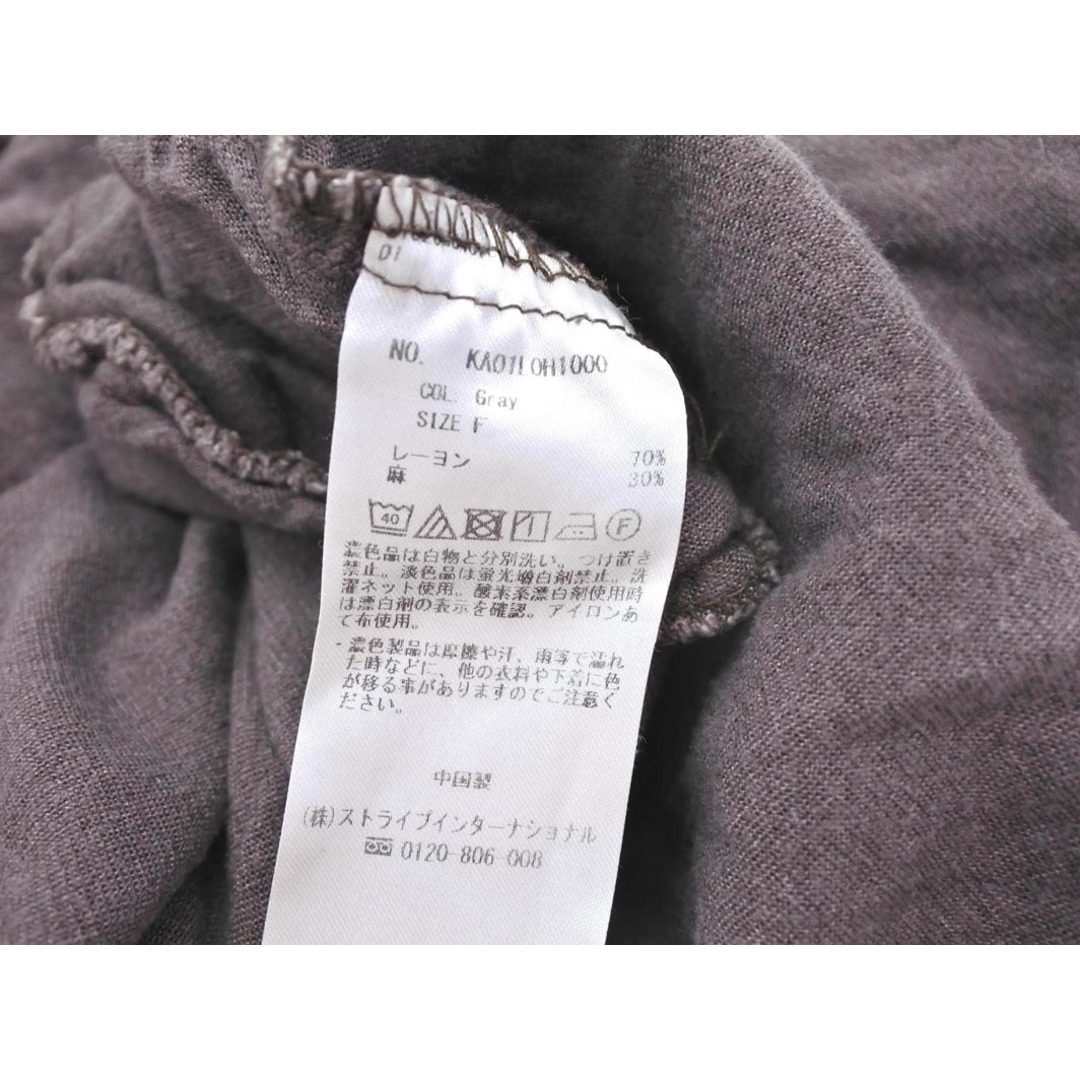 01
NO. KA01L0H1000
COL. Gray
SIZE F
レーヨン 70%
麻 30%
40 F
濃色品は白物と分別洗い。つけ置き
禁止。淡色品は蛍光増白剤禁止。洗
濯ネット使用。酸素系漂白剤使用時
は漂白剤の表示を確認。アイロンあ
て布使用。
・濃色製品は摩擦や汗、雨等で濡れ
た時などに、他の衣料や下着に色
が移る事がありますのでご注意く
ださい。
中国製
(株)ストライプインターナショナル
0120-806-008